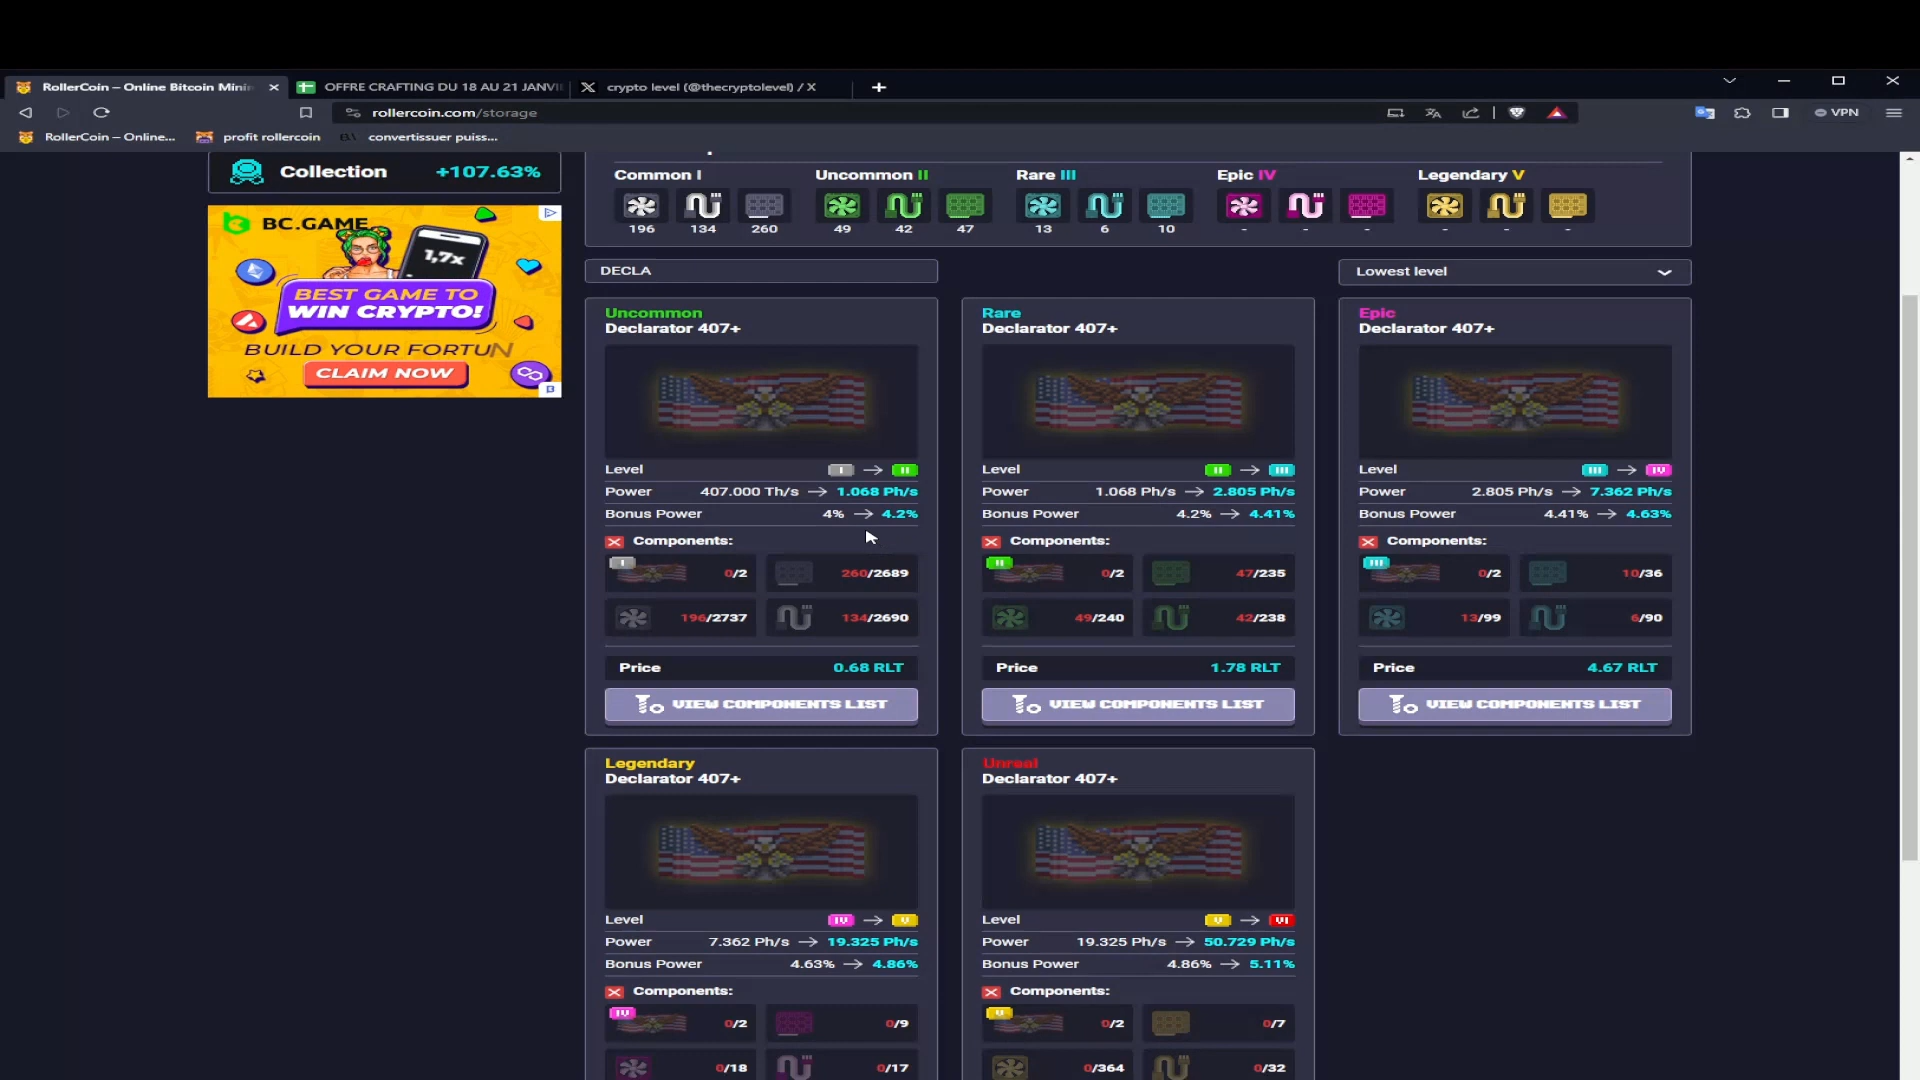 RollerCoin – Online Bitcoin Minin
OFFRE CRAFTING DU 18 AU 21 JANVI
crypto level (@thecryptolevel) / X
rollercoin.com/storage
VPN
RollerCoin – Online...
profit rollercoin
convertissuer puiss...
Collection +107.63%
Common I
Uncommon II
Rare III
Epic IV
Legendary V
196 134 260
49 42 47
13 6 10
- - -
- - -
BC.GAME
1,7x
BEST GAME TO
WIN CRYPTO!
BUILD YOUR FORTUN
CLAIM NOW
DECLA
Lowest level
Uncommon
Declarator 407+
Level I → II
Power 407.000 Th/s → 1.068 Ph/s
Bonus Power 4% → 4.2%
Components:
I 0/2 260/2689
196/2737 134/2690
Price 0.68 RLT
VIEW COMPONENTS LIST
Rare
Declarator 407+
Level II → III
Power 1.068 Ph/s → 2.805 Ph/s
Bonus Power 4.2% → 4.41%
Components:
II 0/2 47/235
49/240 42/238
Price 1.78 RLT
VIEW COMPONENTS LIST
Epic
Declarator 407+
Level III → IV
Power 2.805 Ph/s → 7.362 Ph/s
Bonus Power 4.41% → 4.63%
Components:
III 0/2 10/36
13/99 6/90
Price 4.67 RLT
VIEW COMPONENTS LIST
Legendary
Declarator 407+
Level IV → V
Power 7.362 Ph/s → 19.325 Ph/s
Bonus Power 4.63% → 4.86%
Components:
IV 0/2 0/9
0/18 0/17
Unreal
Declarator 407+
Level V → VI
Power 19.325 Ph/s → 50.729 Ph/s
Bonus Power 4.86% → 5.11%
Components:
V 0/2 0/7
0/364 0/32